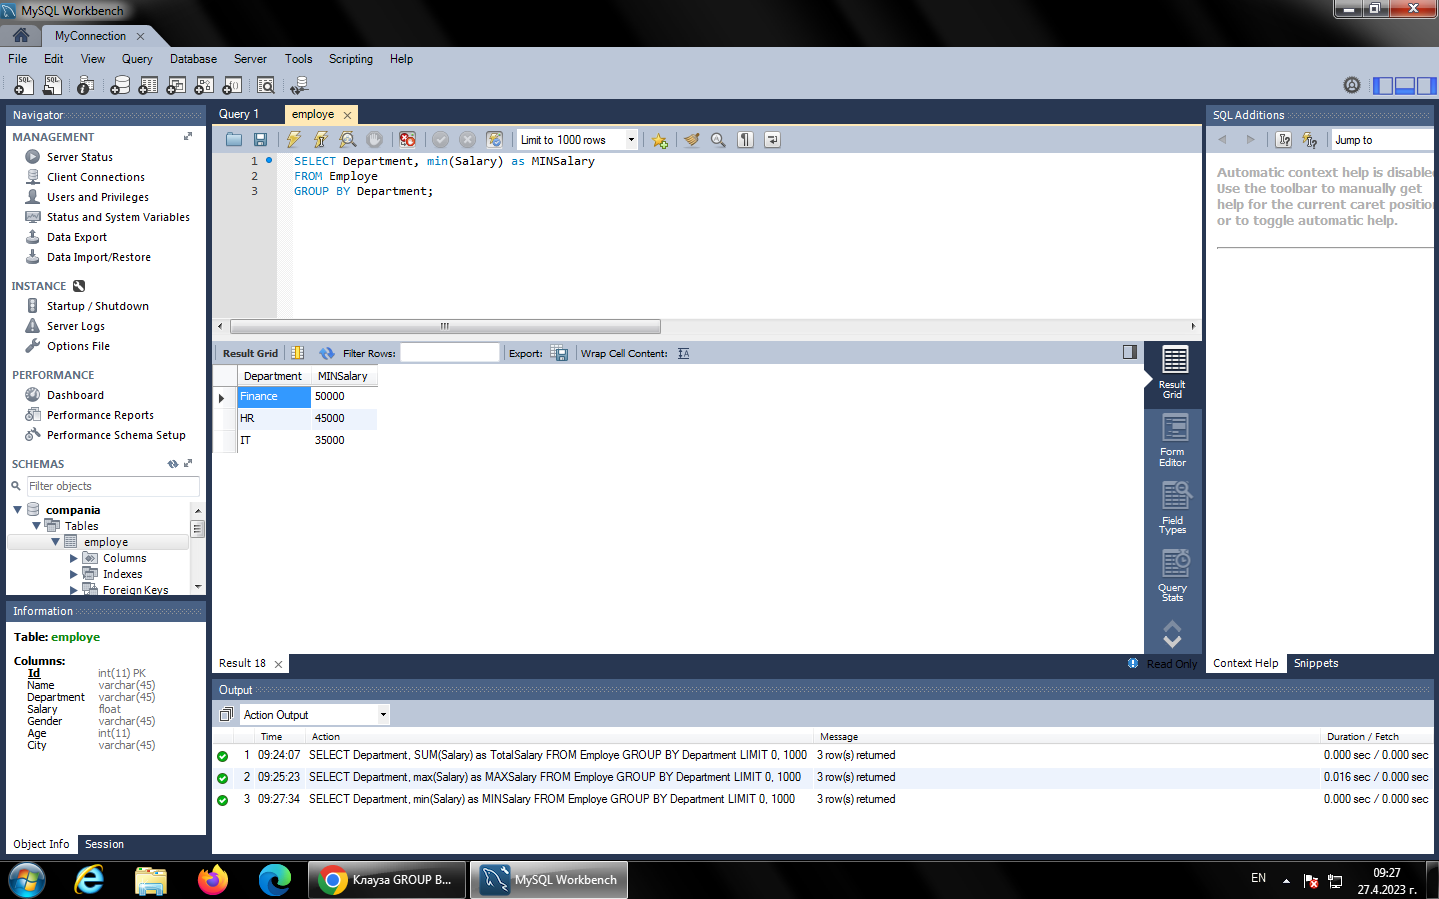 MySQL Workbench
MyConnection
File Edit View Query Database Server Tools Scripting Help
Navigator
MANAGEMENT
Server Status
Client Connections
Users and Privileges
Status and System Variables
Data Export
Data Import/Restore
INSTANCE
Startup / Shutdown
Server Logs
Options File
PERFORMANCE
Dashboard
Performance Reports
Performance Schema Setup
SCHEMAS
Filter objects
compania
Tables
employe
Columns
Indexes
Foreign Keys
Information
Table: employe
Columns:
Id int(11) PK
Name varchar(45)
Department varchar(45)
Salary float
Gender varchar(45)
Age int(11)
City varchar(45)
Object Info Session
Query 1 employe
Limit to 1000 rows
1 SELECT Department, min(Salary) as MINSalary
2 FROM Employe
3 GROUP BY Department;
Result Grid Filter Rows: Export: Wrap Cell Content:
Department MINSalary
Finance 50000
HR 45000
IT 35000
Result Grid
Form Editor
Field Types
Query Stats
Result 18 Read Only
SQL Additions
Jump to
Automatic context help is disable
Use the toolbar to manually get
help for the current caret position
or to toggle automatic help.
Context Help Snippets
Output
Action Output
Time Action Message Duration / Fetch
1 09:24:07 SELECT Department, SUM(Salary) as TotalSalary FROM Employe GROUP BY Department LIMIT 0, 1000 3 row(s) returned 0.000 sec / 0.000 sec
2 09:25:23 SELECT Department, max(Salary) as MAXSalary FROM Employe GROUP BY Department LIMIT 0, 1000 3 row(s) returned 0.016 sec / 0.000 sec
3 09:27:34 SELECT Department, min(Salary) as MINSalary FROM Employe GROUP BY Department LIMIT 0, 1000 3 row(s) returned 0.000 sec / 0.000 sec
Клауза GROUP B... MySQL Workbench EN 09:27
27.4.2023 г.